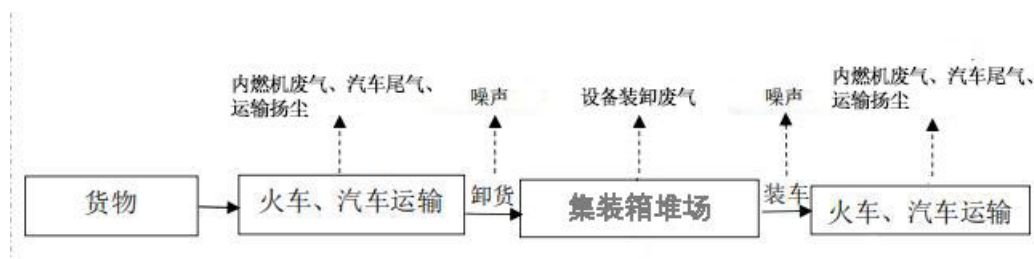 内燃机废气、汽车尾气、
运输扬尘
噪声
设备装卸废气
噪声
内燃机废气、汽车尾气、
运输扬尘
货物
火车、汽车运输
卸货
集装箱堆场
装车
火车、汽车运输